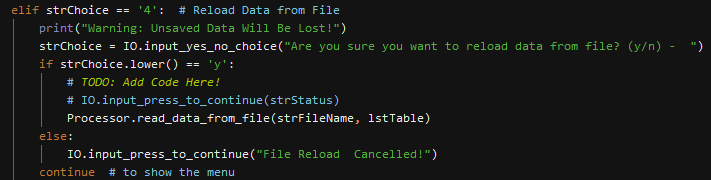 elif strChoice == '4':  # Reload Data from File
    print("Warning: Unsaved Data Will Be Lost!")
    strChoice = IO.input_yes_no_choice("Are you sure you want to reload data from file? (y/n) -  ")
    if strChoice.lower() == 'y':
        # TODO: Add Code Here!
        # IO.input_press_to_continue(strStatus)
        Processor.read_data_from_file(strFileName, lstTable)
    else:
        IO.input_press_to_continue("File Reload  Cancelled!")
    continue  # to show the menu